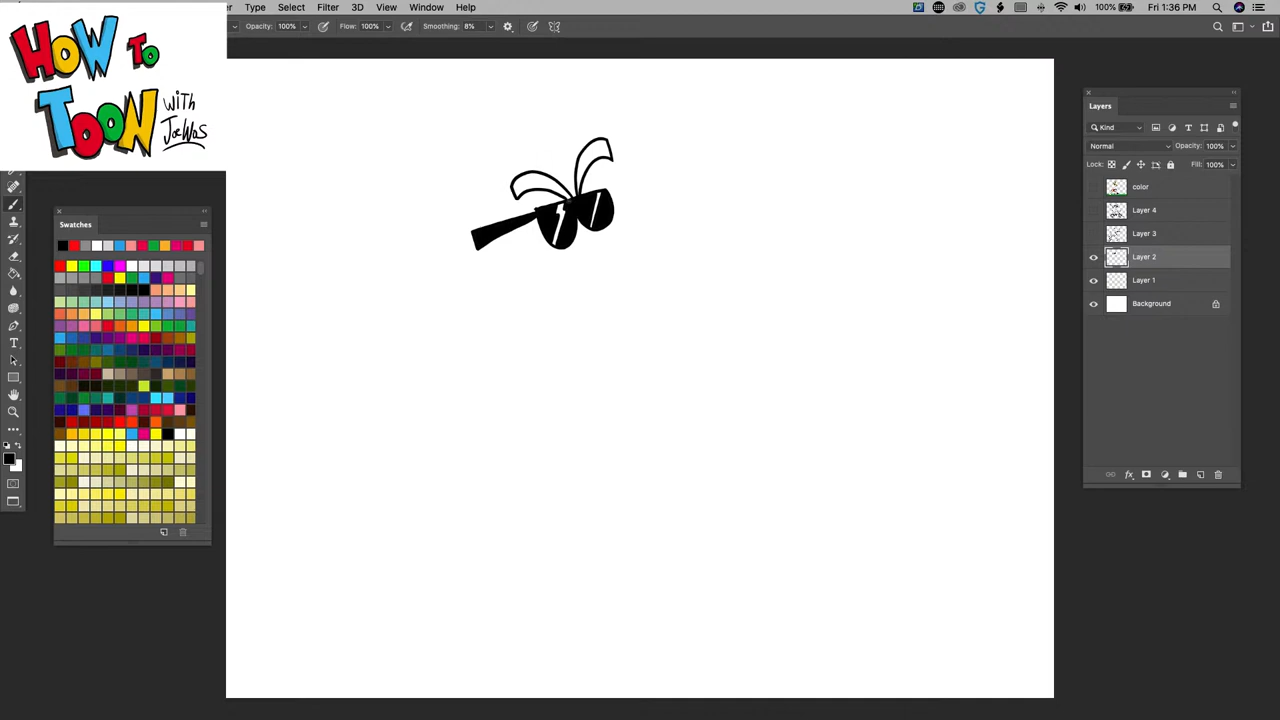 Type Select Filter 3D View Window Help
100% Fri 1:36 PM
Opacity: 100% Flow: 100% Smoothing: 8%
HOW TO
TOON
WITH
JoeWos
Swatches
Layers
Kind
Normal Opacity: 100%
Lock: Fill: 100%
color
Layer 4
Layer 3
Layer 2
Layer 1
Background